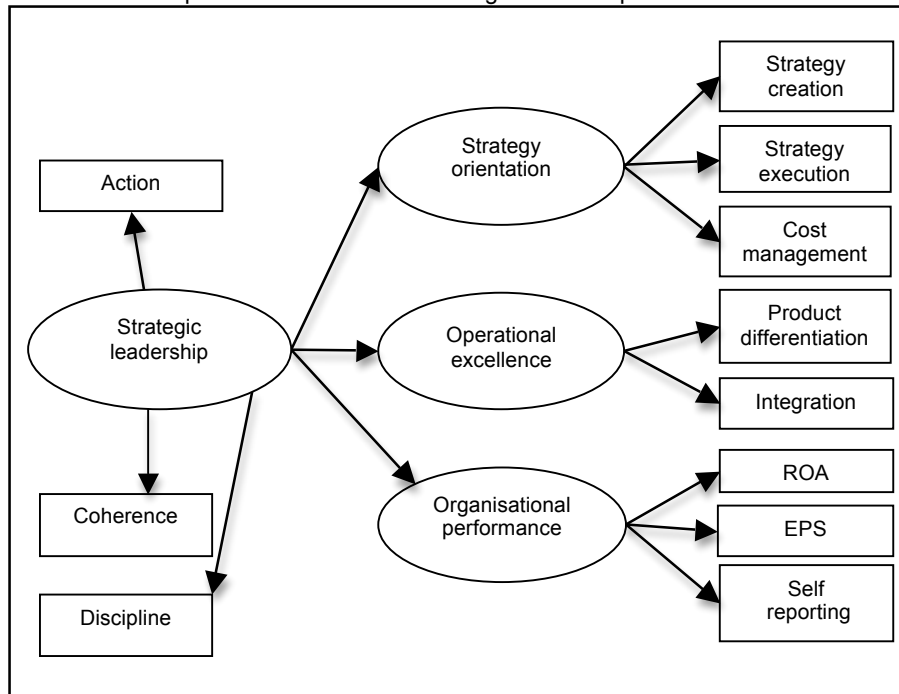 Strategy
creation
Strategy
orientation
Strategy
execution
Action
Cost
management
Strategic
leadership
Operational
excellence
Product
differentiation
Integration
Coherence
Organisational
performance
ROA
EPS
Discipline
Self
reporting